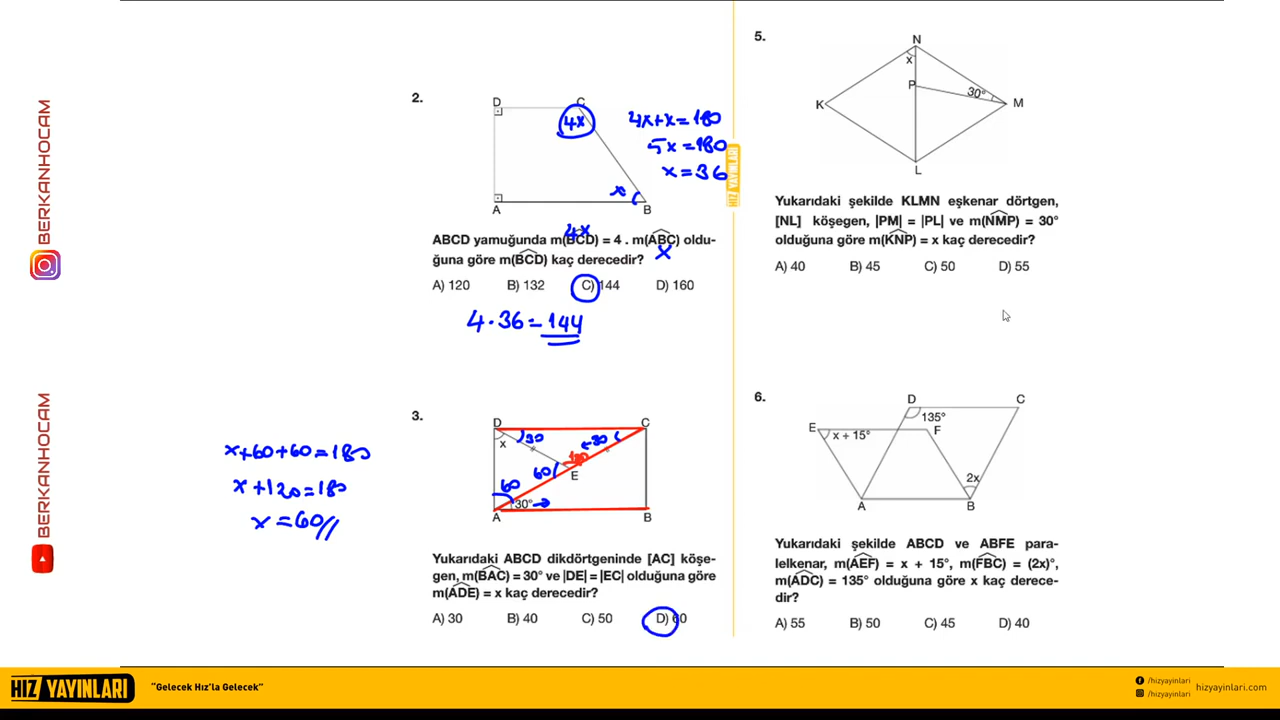 BERKANHOCAM
BERKANHOCAM
2.
D
C
4x
x
A
B
4x+x=180
5x=180
x=36
4x
ABCD yamuğunda m(BCD) = 4 . m(ABC) oldu-
ğuna göre m(BCD) kaç derecedir?
x
A) 120 B) 132 C) 144 D) 160
4.36=144
3.
D
C
x
30
30
120
60
E
60
30°
A
B
x+60+60=180
x+120=180
x=60//
Yukarıdaki ABCD dikdörtgeninde [AC] köşe-
gen, m(BAC) = 30° ve |DE| = |EC| olduğuna göre
m(ADE) = x kaç derecedir?
A) 30 B) 40 C) 50 D) 60
HIZ YAYINLARI
5.
N
x
P
30°
K
M
L
Yukarıdaki şekilde KLMN eşkenar dörtgen,
[NL] köşegen, |PM| = |PL| ve m(NMP) = 30°
olduğuna göre m(KNP) = x kaç derecedir?
A) 40 B) 45 C) 50 D) 55
6.
D
C
135°
E
x + 15°
F
2x
A
B
Yukarıdaki şekilde ABCD ve ABFE para-
lelkenar, m(AEF) = x + 15°, m(FBC) = (2x)°,
m(ADC) = 135° olduğuna göre x kaç derece-
dir?
A) 55 B) 50 C) 45 D) 40
HIZ YAYINLARI
"Gelecek Hız'la Gelecek"
/hizyayinlari
/hizyayinlari
hizyayinlari.com